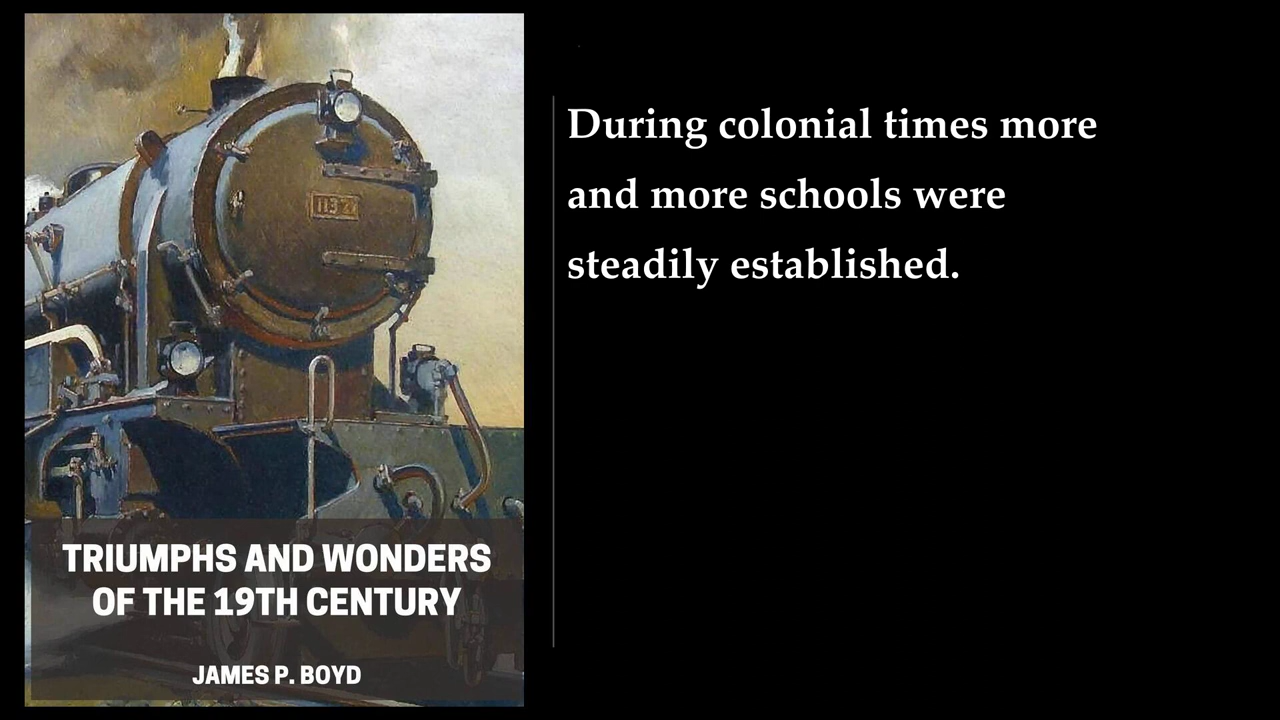 During colonial times more
and more schools were
steadily established.
TRIUMPHS AND WONDERS
OF THE 19TH CENTURY
JAMES P. BOYD